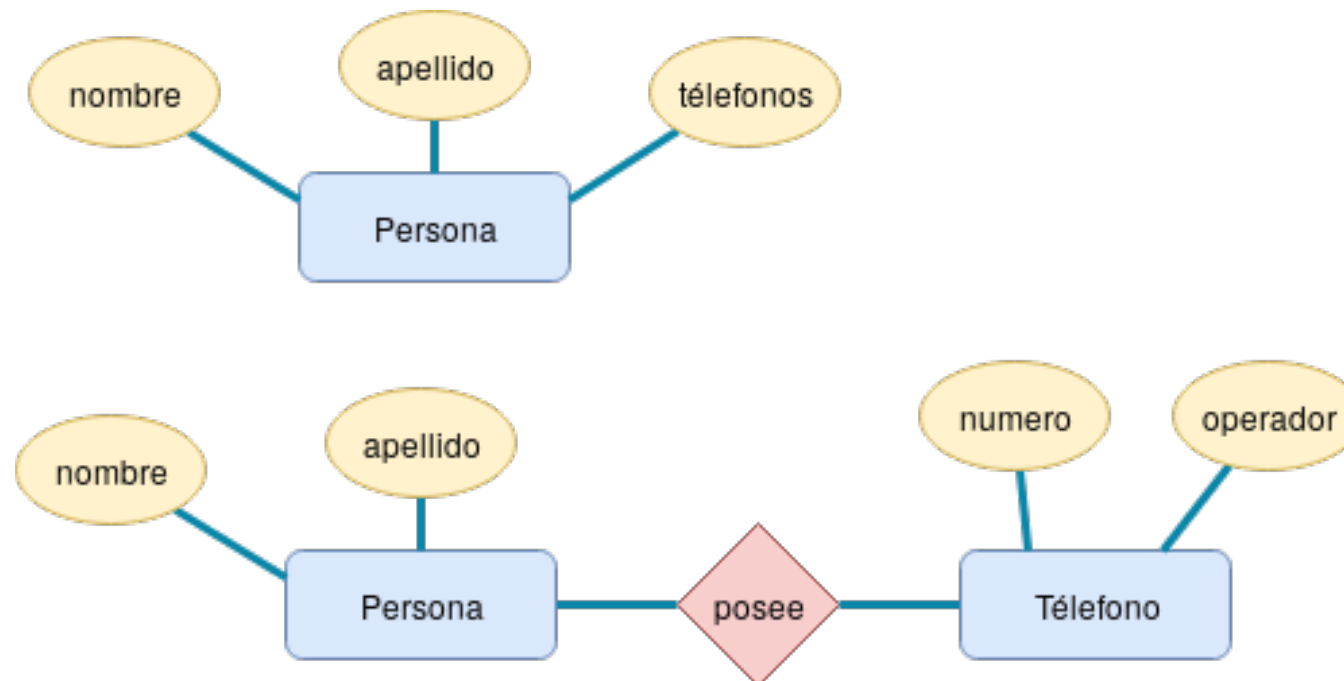 nombre
apellido
télefonos
Persona
nombre
apellido
numero
operador
Persona
posee
Télefono